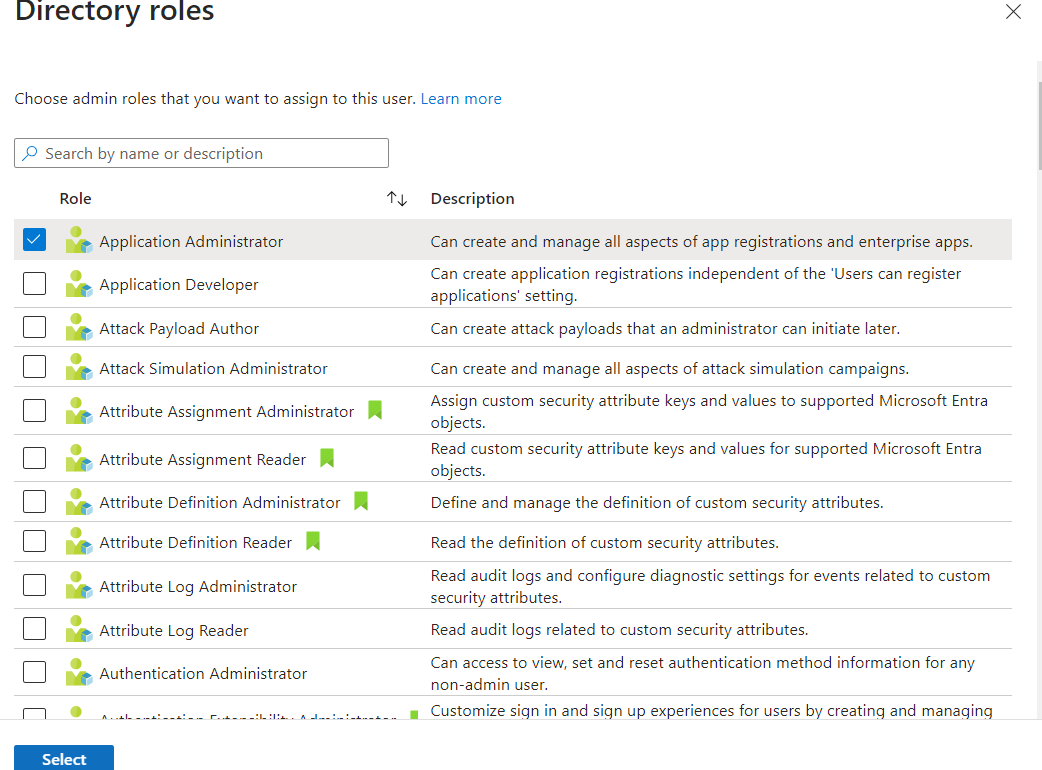 Directory roles
Choose admin roles that you want to assign to this user. Learn more
Search by name or description
Role Description
Application Administrator Can create and manage all aspects of app registrations and enterprise apps.
Application Developer Can create application registrations independent of the 'Users can register
applications' setting.
Attack Payload Author Can create attack payloads that an administrator can initiate later.
Attack Simulation Administrator Can create and manage all aspects of attack simulation campaigns.
Attribute Assignment Administrator Assign custom security attribute keys and values to supported Microsoft Entra
objects.
Attribute Assignment Reader Read custom security attribute keys and values for supported Microsoft Entra
objects.
Attribute Definition Administrator Define and manage the definition of custom security attributes.
Attribute Definition Reader Read the definition of custom security attributes.
Attribute Log Administrator Read audit logs and configure diagnostic settings for events related to custom
security attributes.
Attribute Log Reader Read audit logs related to custom security attributes.
Authentication Administrator Can access to view, set and reset authentication method information for any
non-admin user.
Authentication Extensibility Administrator Customize sign in and sign up experiences for users by creating and managing
Select